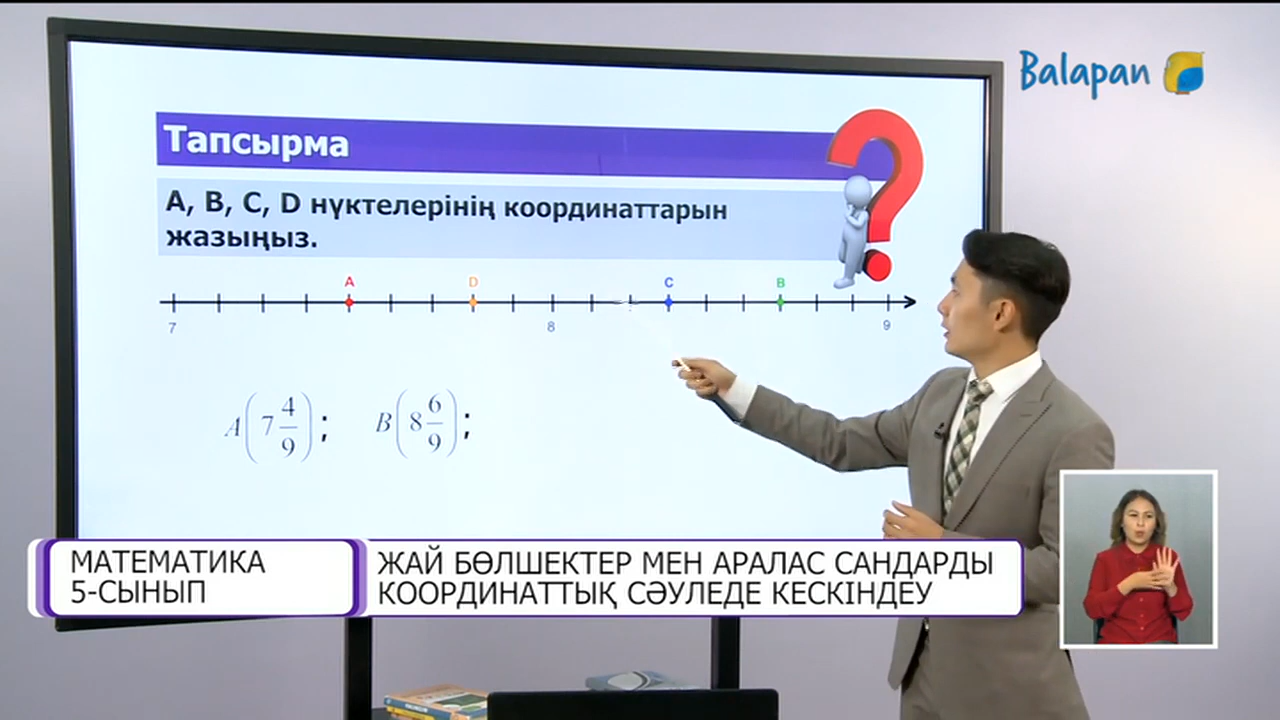 Balapan
Тапсырма
A, B, C, D нүктелерінің координаттарын
жазыңыз.
A D C B
7 8 9
A(7 4/9); B(8 6/9);
МАТЕМАТИКА
5-СЫНЫП
ЖАЙ БӨЛШЕКТЕР МЕН АРАЛАС САНДАРДЫ
КООРДИНАТТЫҚ СӘУЛЕДЕ КЕСКІНДЕУ